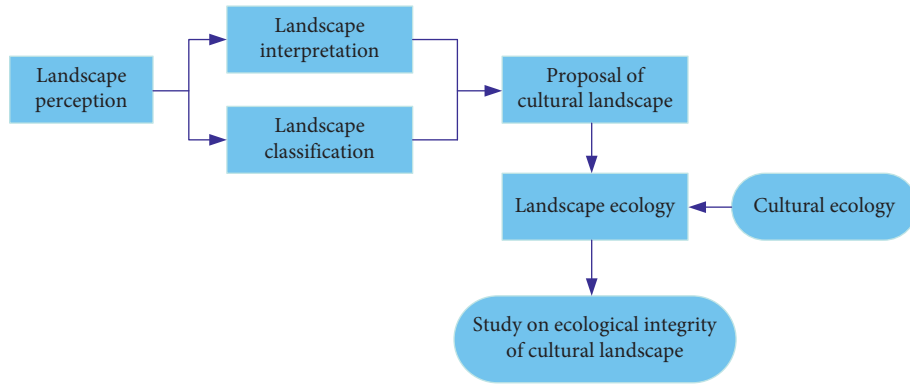 Landscape
perception
Landscape
interpretation
Landscape
classification
Proposal of
cultural landscape
Landscape ecology
Cultural ecology
Study on ecological integrity
of cultural landscape